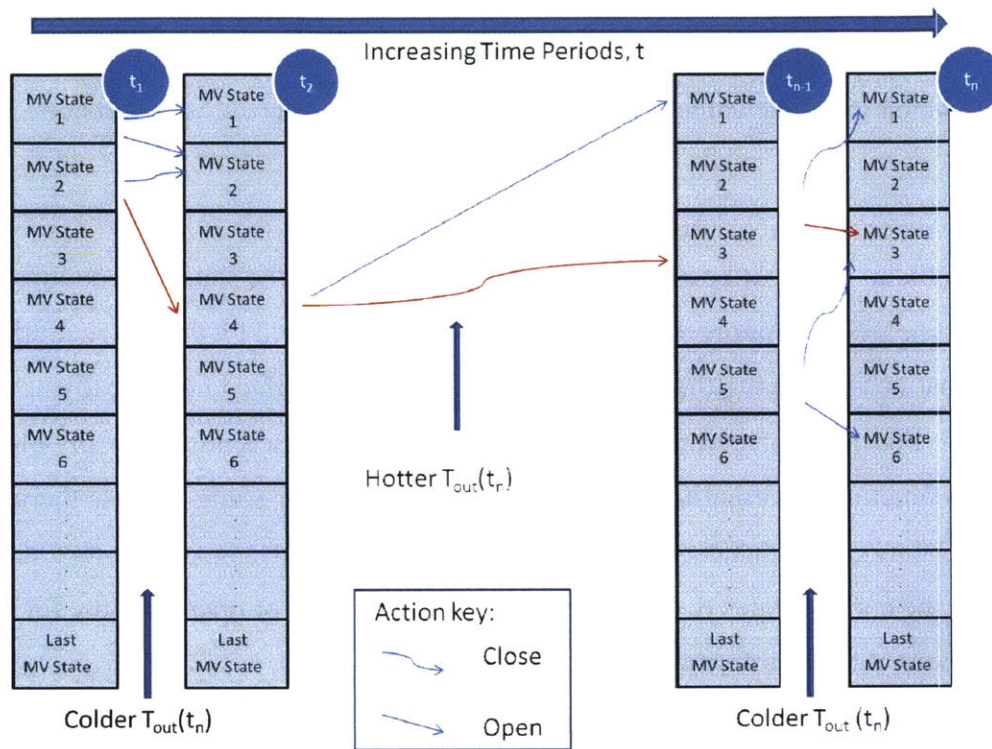 Increasing Time Periods, t
t1
t2
tn-1
tn
MV State
1
MV State
2
MV State
3
MV State
4
MV State
5
MV State
6
.
.
.
.
Last
MV State
MV State
1
MV State
2
MV State
3
MV State
4
MV State
5
MV State
6
.
.
.
.
Last
MV State
MV State
1
MV State
2
MV State
3
MV State
4
MV State
5
MV State
6
.
.
.
.
Last
MV State
MV State
1
MV State
2
MV State
3
MV State
4
MV State
5
MV State
6
.
.
.
.
Last
MV State
Hotter Tout(tn)
Action key:
Close
Open
Colder Tout(tn)
Colder Tout (tn)